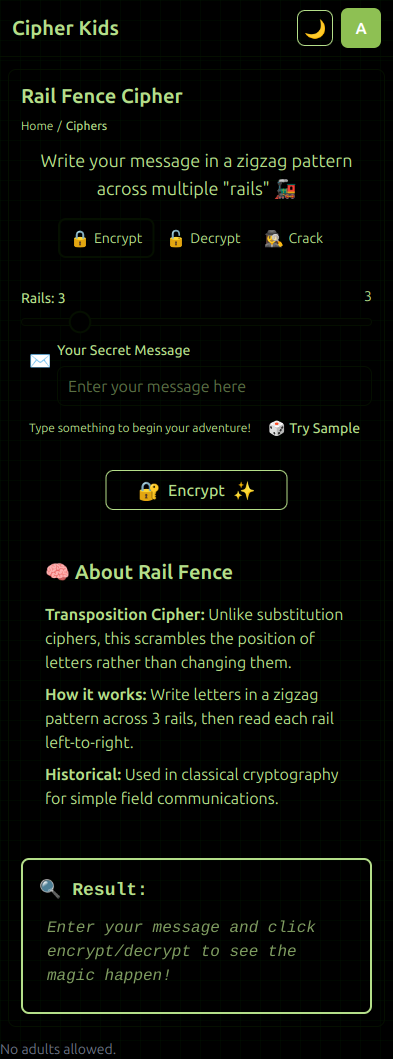 Cipher Kids
A
Rail Fence Cipher
Home / Ciphers
Write your message in a zigzag pattern
across multiple "rails" 🚂
🔒 Encrypt 🔓 Decrypt 🕵️ Crack
Rails: 3 3
✉️ Your Secret Message
Enter your message here
Type something to begin your adventure! 🎲 Try Sample
🔐 Encrypt ✨
🧠 About Rail Fence
Transposition Cipher: Unlike substitution
ciphers, this scrambles the position of
letters rather than changing them.
How it works: Write letters in a zigzag
pattern across 3 rails, then read each rail
left-to-right.
Historical: Used in classical cryptography
for simple field communications.
🔍 Result:
Enter your message and click
encrypt/decrypt to see the
magic happen!
No adults allowed.